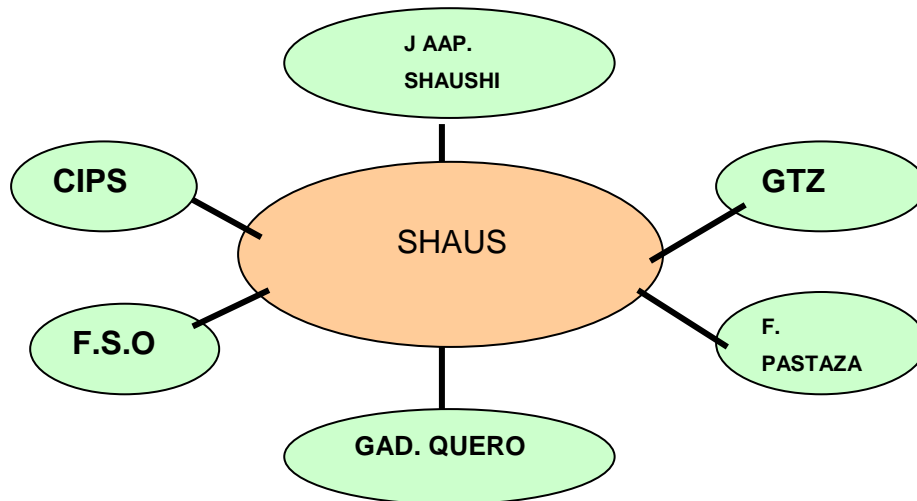 J AAP.
SHAUSHI
CIPS
GTZ
SHAUS
F.S.O
F.
PASTAZA
GAD. QUERO